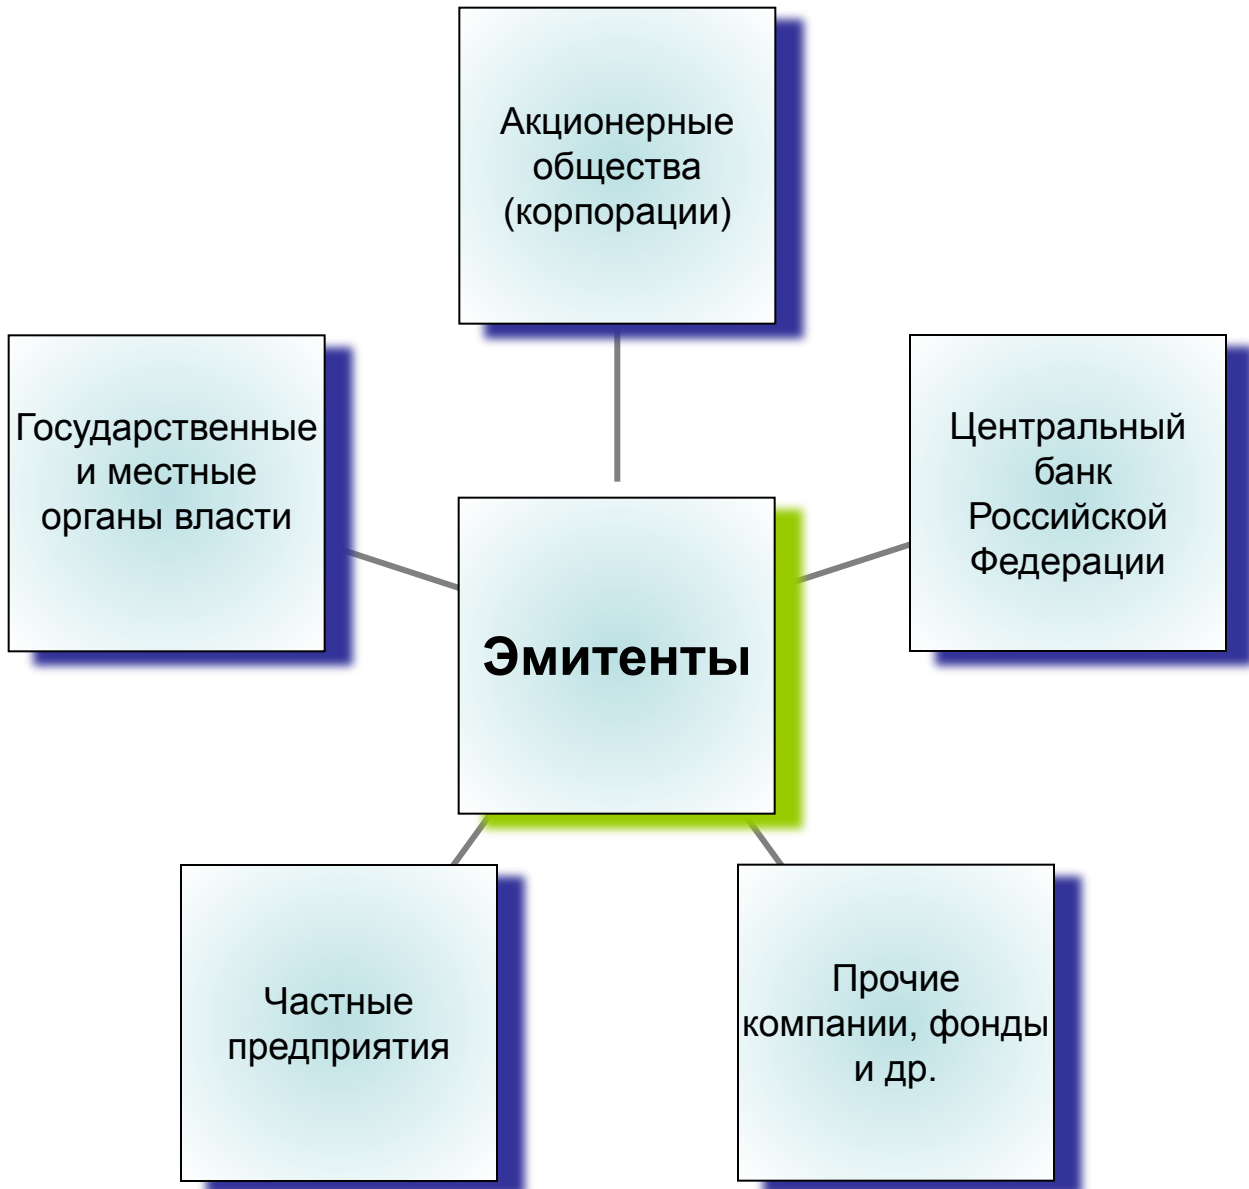 Акционерные
общества
(корпорации)
Государственные
и местные
органы власти
Центральный
банк
Российской
Федерации
Эмитенты
Частные
предприятия
Прочие
компании, фонды
и др.